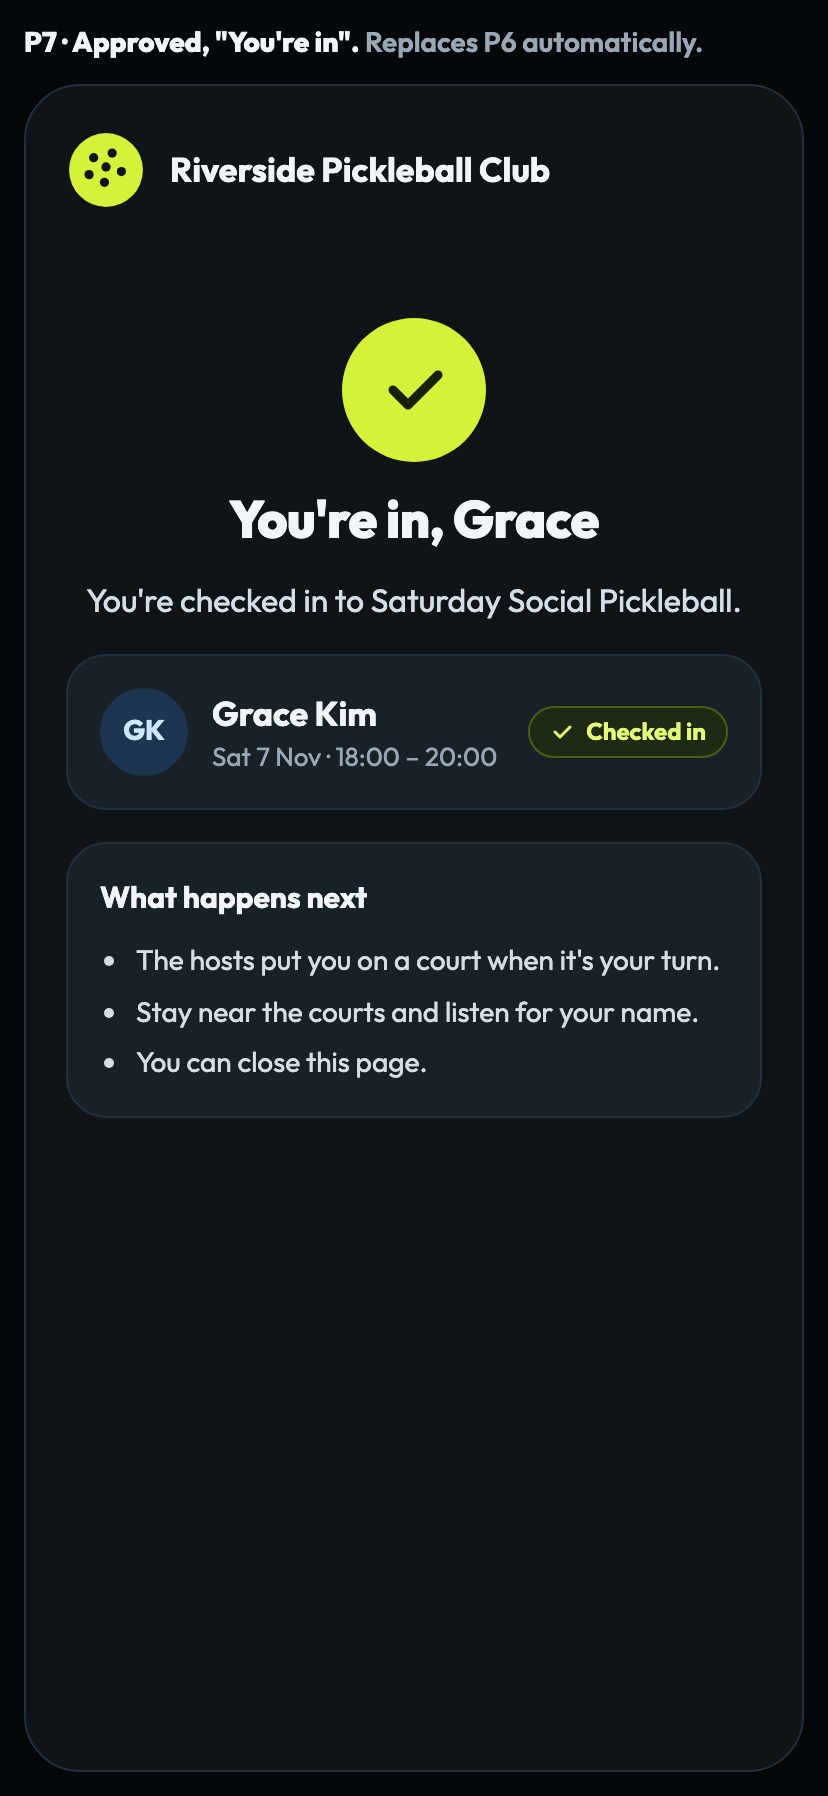 P7 · Approved, "You're in". Replaces P6 automatically.
Riverside Pickleball Club
You're in, Grace
You're checked in to Saturday Social Pickleball.
GK
Grace Kim
Sat 7 Nov · 18:00 – 20:00
Checked in
What happens next
• The hosts put you on a court when it's your turn.
• Stay near the courts and listen for your name.
• You can close this page.